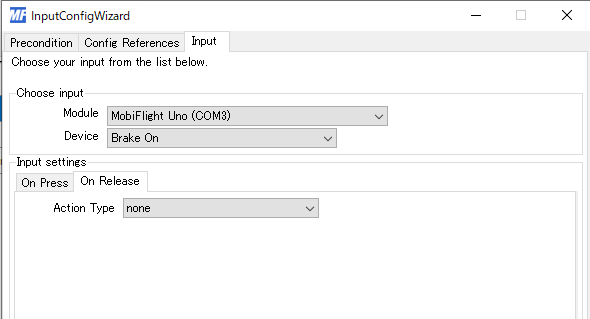 MF InputConfigWizard
Precondition Config References Input
Choose your input from the list below.
Choose input
Module MobiFlight Uno (COM3)
Device Brake On
Input settings
On Press On Release
Action Type none